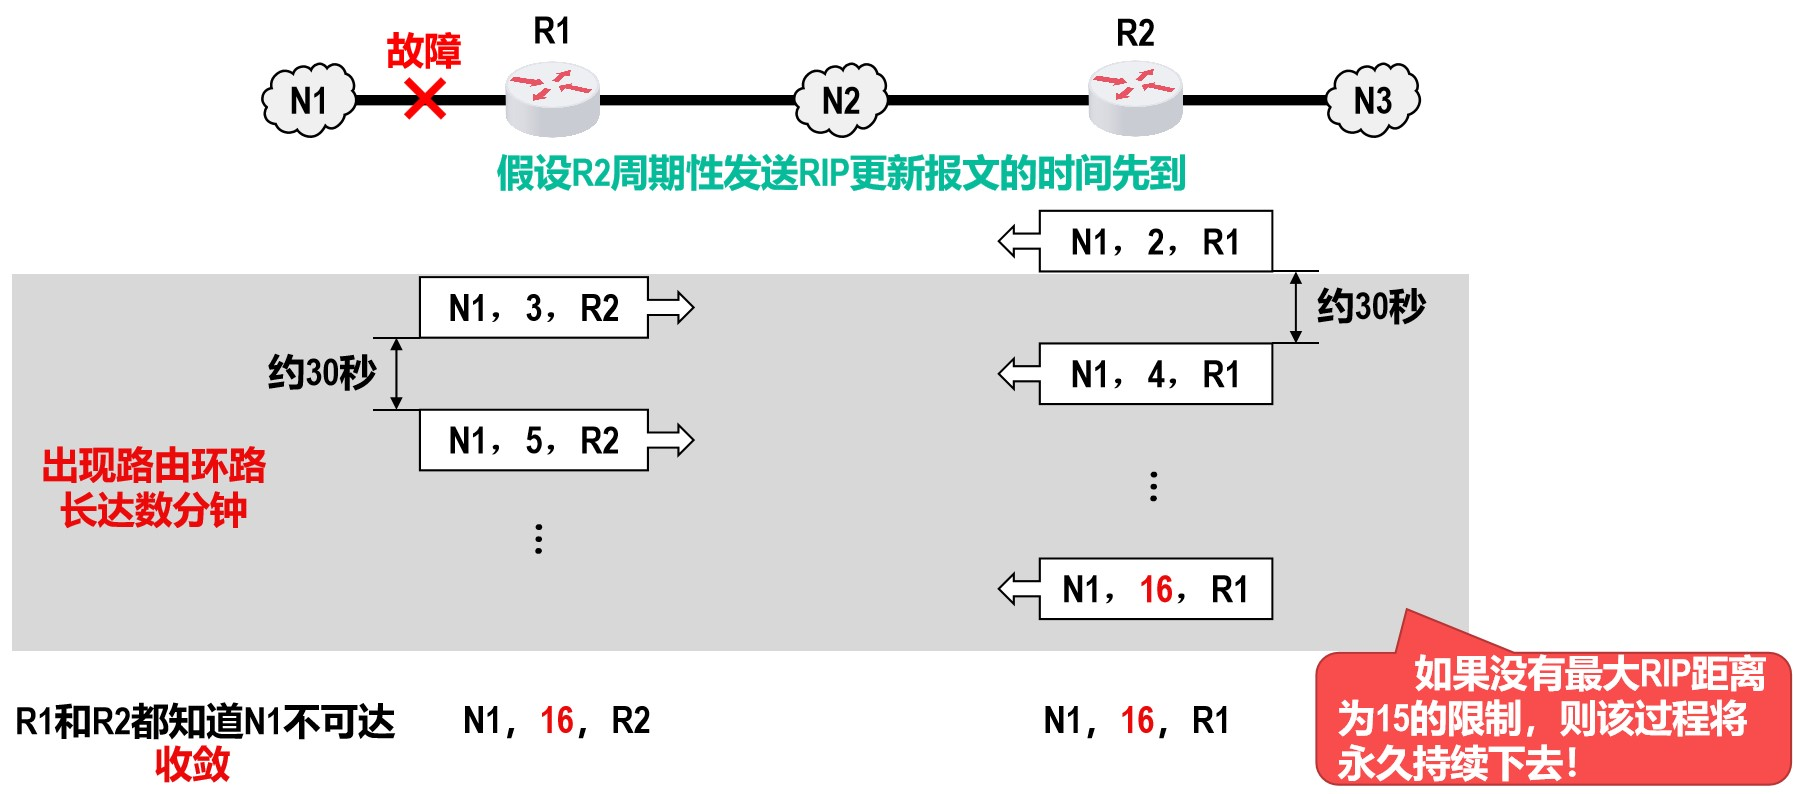 R1
R2
故障
N1
N2
N3
假设R2周期性发送RIP更新报文的时间先到
N1，2，R1
N1，3，R2
约30秒
约30秒
N1，4，R1
N1，5，R2
出现路由环路
长达数分钟
⋮
⋮
N1，16，R1
如果没有最大RIP距离
为15的限制，则该过程将
永久持续下去！
R1和R2都知道N1不可达
收敛
N1，16，R2
N1，16，R1